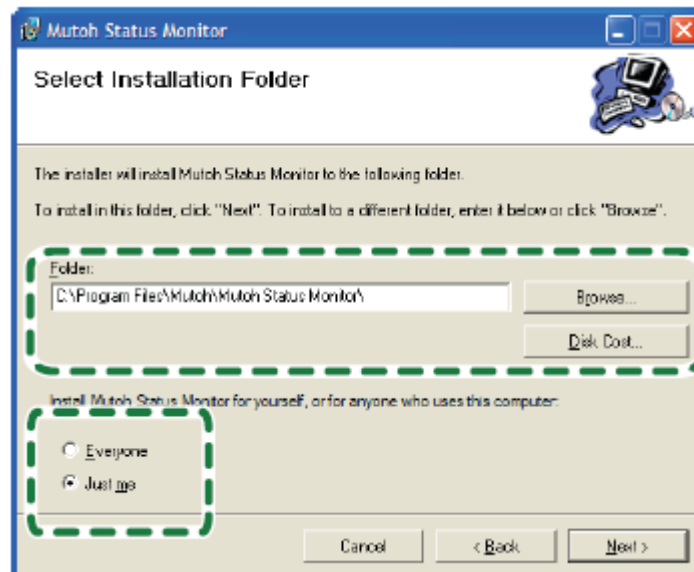 Mutoh Status Monitor
Select Installation Folder
The installer will install Mutoh Status Monitor to the following folder.
To install in this folder, click "Next". To install to a different folder, enter it below or click "Browse".
Folder:
C:\Program Files\Mutoh\Mutoh Status Monitor\
Browse...
Disk Cost...
Install Mutoh Status Monitor for yourself, or for anyone who uses this computer:
Everyone
Just me
Cancel
< Back
Next >